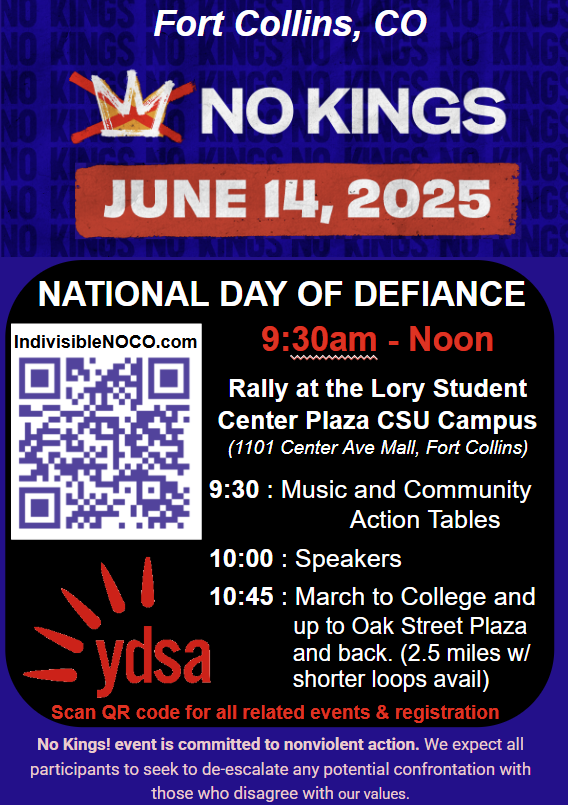 Fort Collins, CO
NO KINGS
JUNE 14, 2025
NATIONAL DAY OF DEFIANCE
IndivisibleNOCO.com
9:30am - Noon
Rally at the Lory Student
Center Plaza CSU Campus
(1101 Center Ave Mall, Fort Collins)
9:30 : Music and Community
Action Tables
10:00 : Speakers
10:45 : March to College and
up to Oak Street Plaza
and back. (2.5 miles w/
shorter loops avail)
ydsa
Scan QR code for all related events & registration
No Kings! event is committed to nonviolent action. We expect all
participants to seek to de-escalate any potential confrontation with
those who disagree with our values.